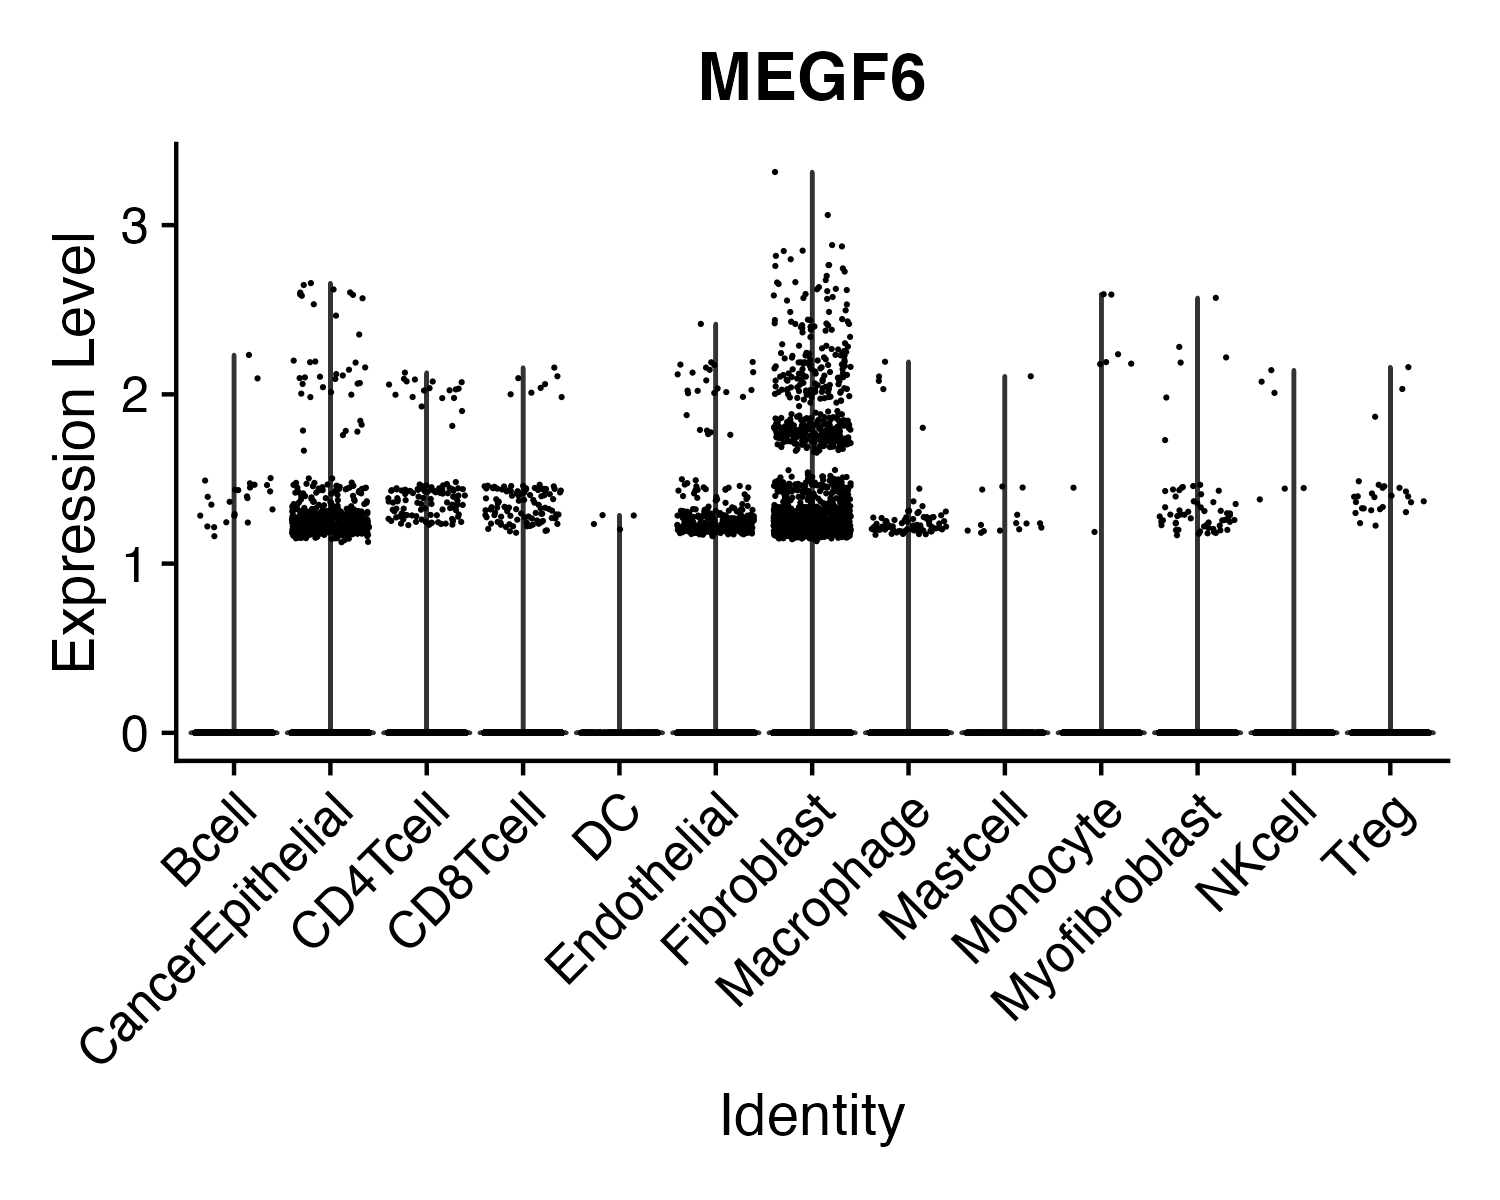 MEGF6
Expression Level
3
2
1
0
Bcell
CancerEpithelial
CD4Tcell
CD8Tcell
DC
Endothelial
Fibroblast
Macrophage
Mastcell
Monocyte
Myofibroblast
NKcell
Treg
Identity